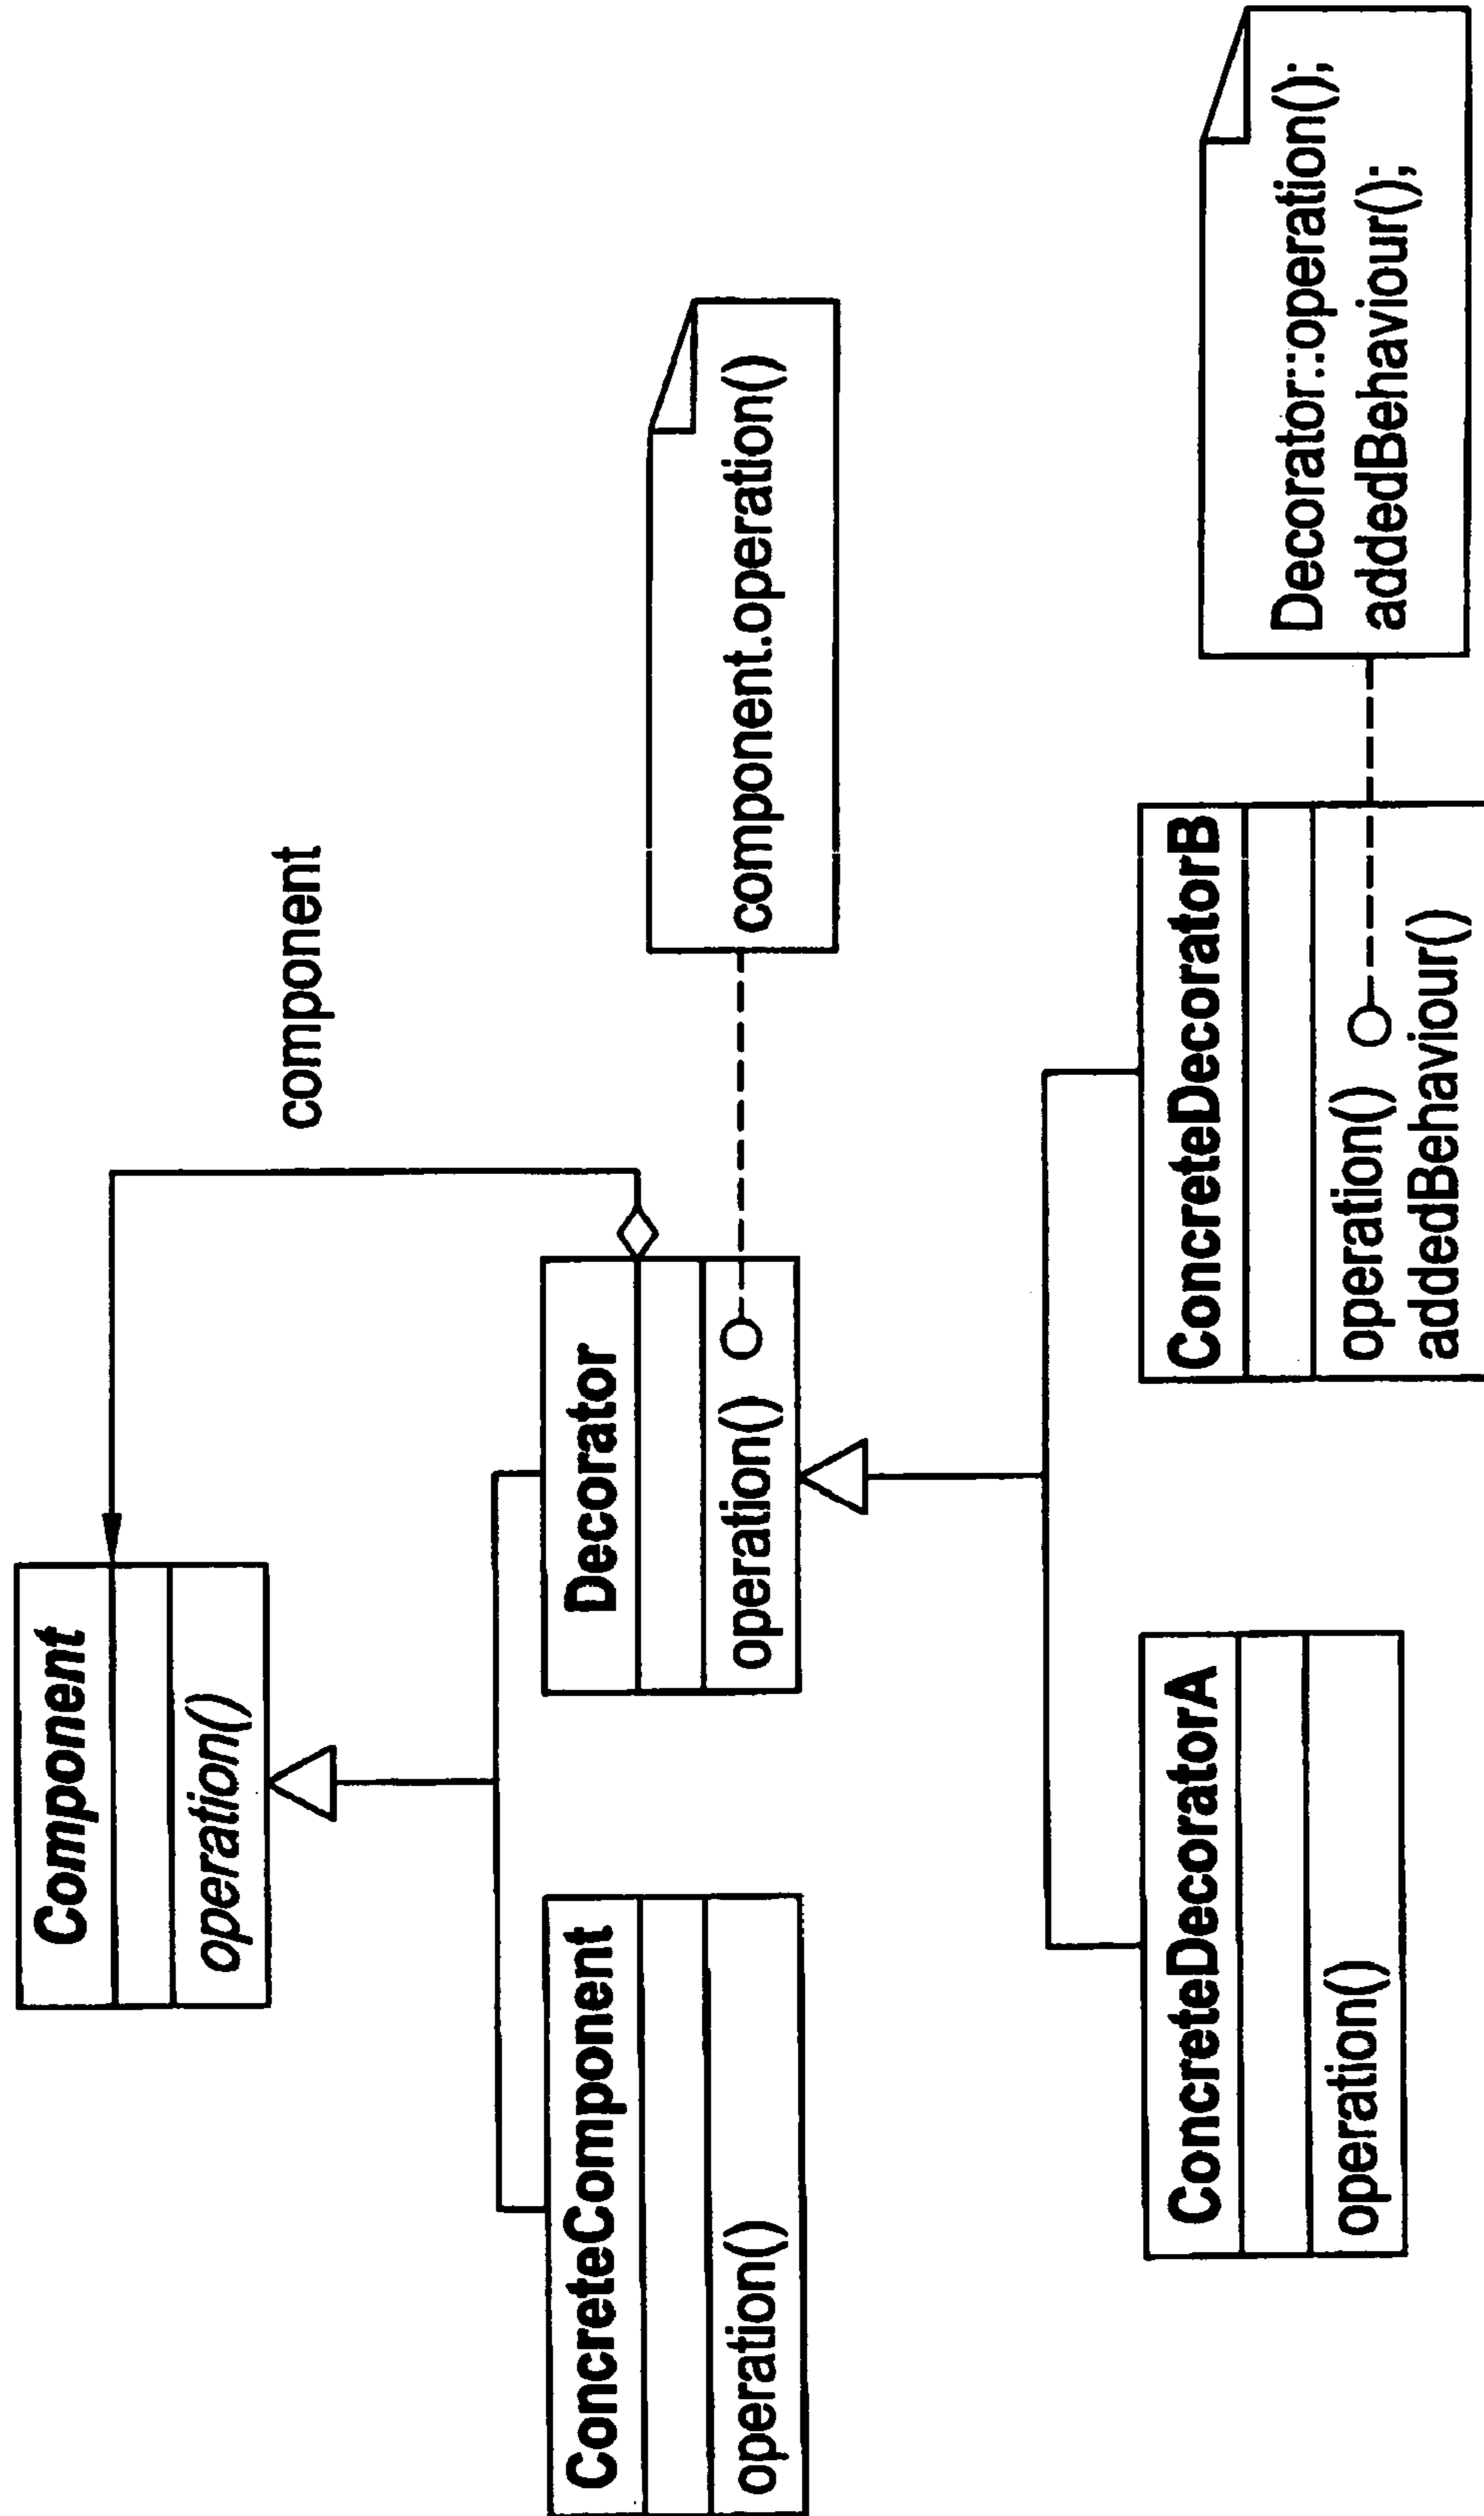 Component
operation()
component
ConcreteComponent
operation()
Decorator
operation()
component.operation()
ConcreteDecoratorA
operation()
ConcreteDecoratorB
operation()
addedBehaviour()
Decorator::operation();
addedBehaviour();